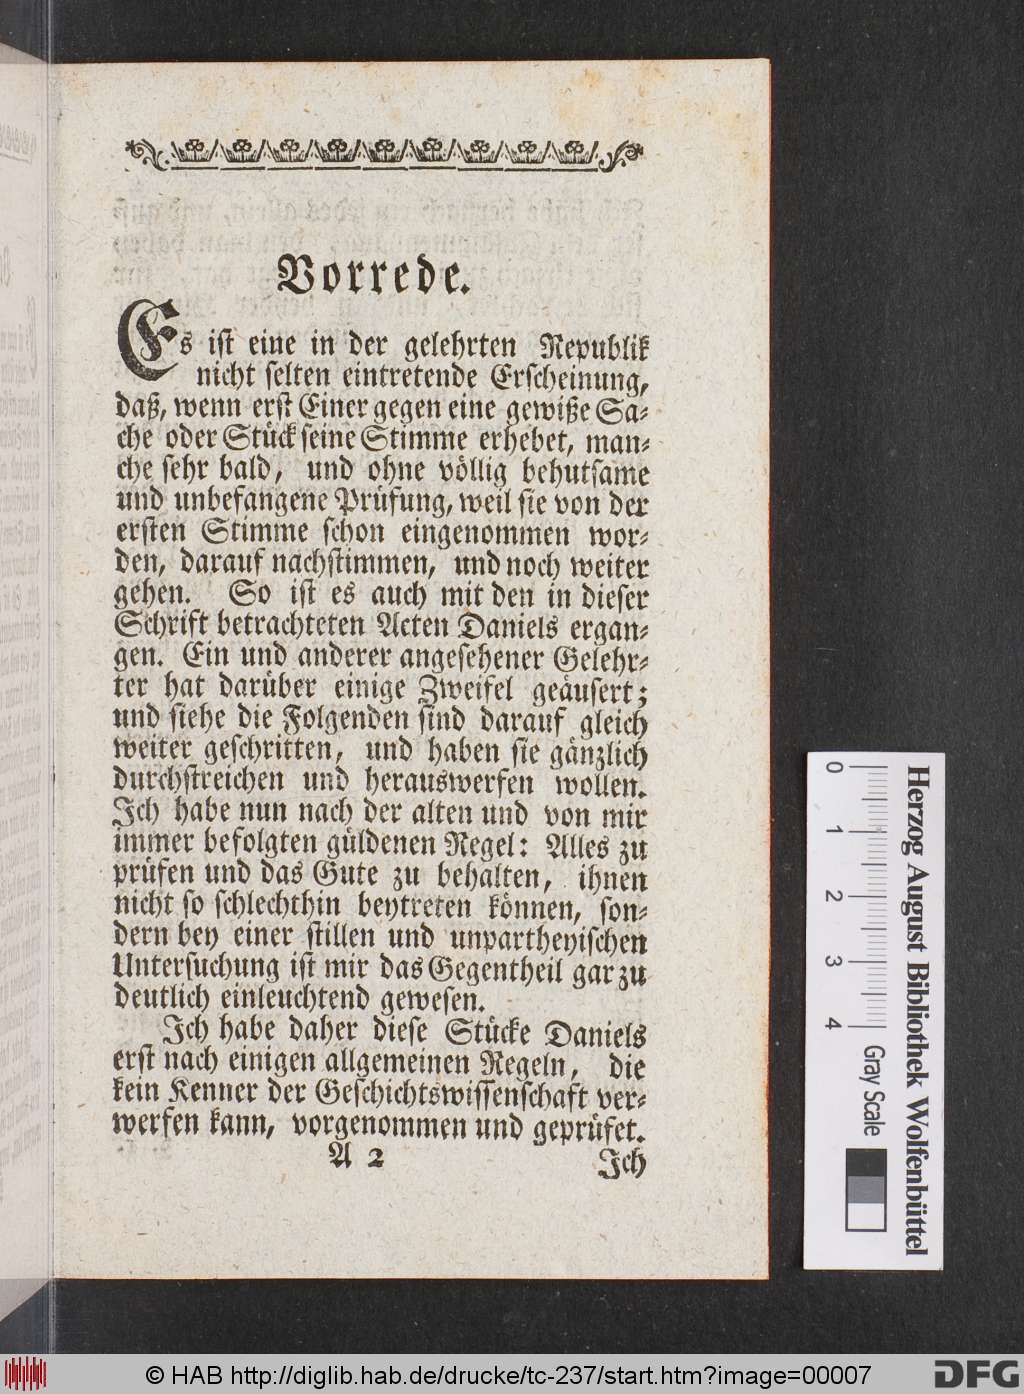 Vorrede.
Es ist eine in der gelehrten Republik
nicht selten eintretende Erscheinung,
daß, wenn erst Einer gegen eine gewiße Sa-
che oder Stück seine Stimme erhebet, man-
che sehr bald, und ohne völlig behutsame
und unbefangene Prüfung, weil sie von der
ersten Stimme schon eingenommen wor-
den, darauf nachstimmen, und noch weiter
gehen. So ist es auch mit den in dieser
Schrift betrachteten Acten Daniels ergan-
gen. Ein und anderer angesehener Gelehr-
ter hat darüber einige Zweifel geäusert;
und siehe die Folgenden sind darauf gleich
weiter geschritten, und haben sie gänzlich
durchstreichen und herauswerfen wollen.
Ich habe nun nach der alten und von mir
immer befolgten güldenen Regel: Alles zu
prüfen und das Gute zu behalten, ihnen
nicht so schlechthin beytreten können, son-
dern bey einer stillen und unpartheyischen
Untersuchung ist mir das Gegentheil gar zu
deutlich einleuchtend gewesen.
Ich habe daher diese Stücke Daniels
erst nach einigen allgemeinen Regeln, die
kein Kenner der Geschichtswissenschaft ver-
werfen kann, vorgenommen und geprüfet.
A 2 Ich
0 1 2 3 4
Herzog August Bibliothek Wolfenbüttel
Gray Scale
© HAB http://diglib.hab.de/drucke/tc-237/start.htm?image=00007
DFG